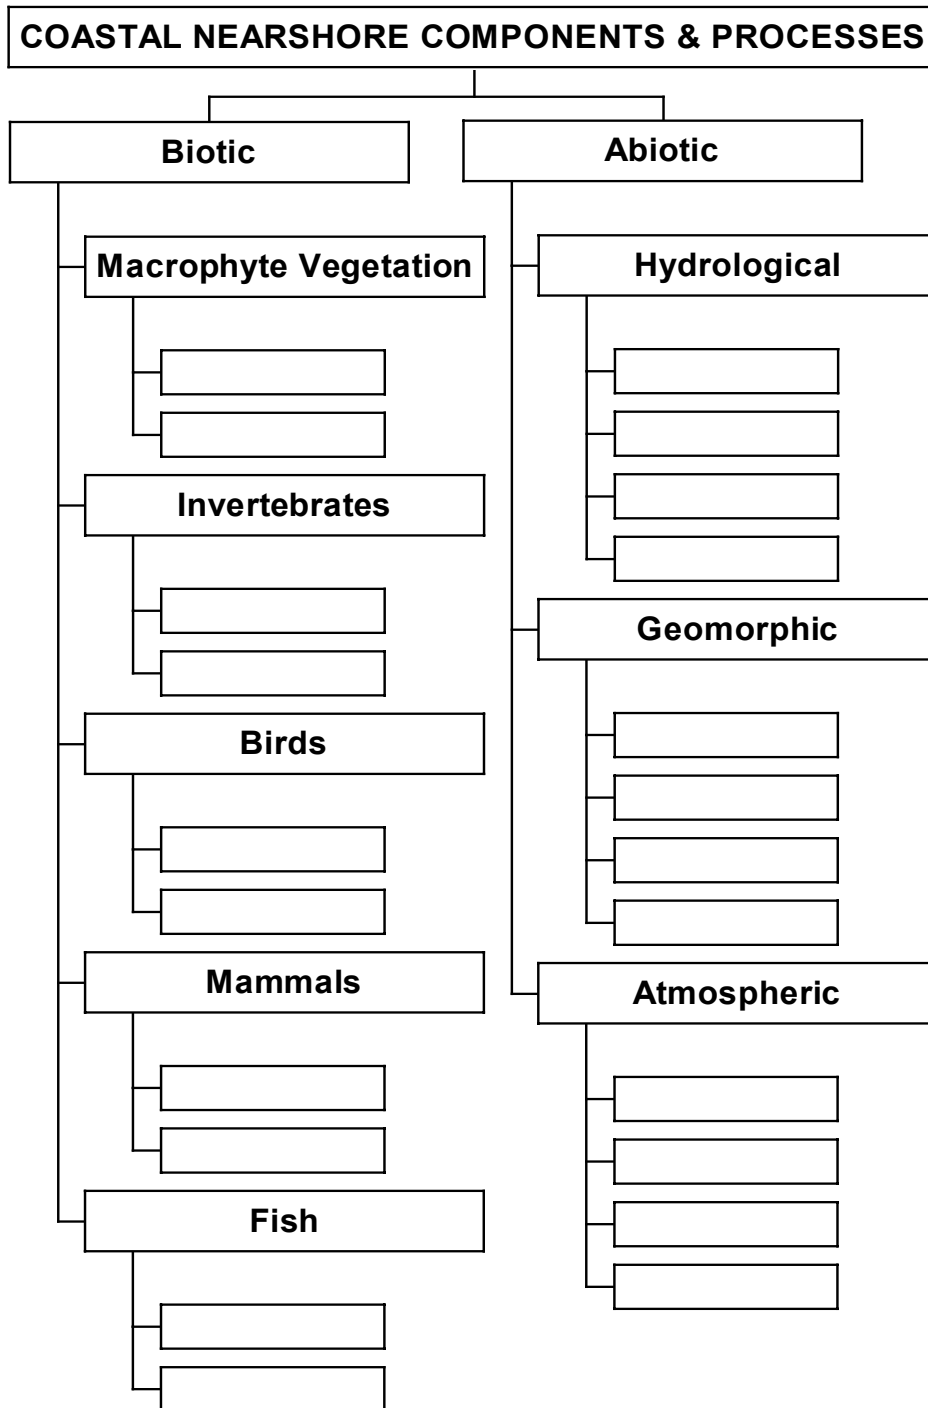 COASTAL NEARSHORE COMPONENTS & PROCESSES
Biotic
Macrophyte Vegetation
Invertebrates
Birds
Mammals
Fish
Abiotic
Hydrological
Geomorphic
Atmospheric